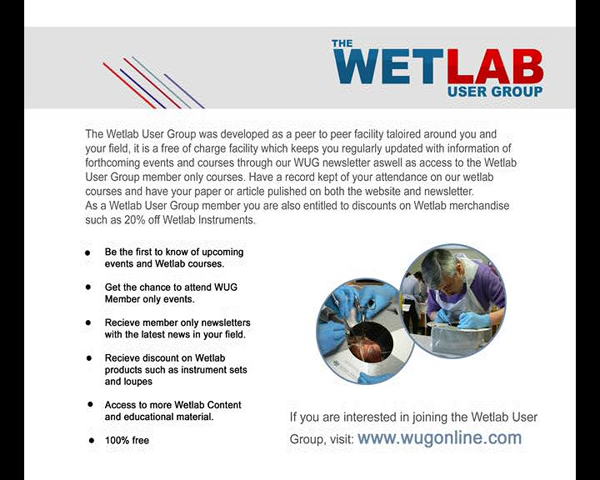 THE
WETLAB
USER GROUP
The Wetlab User Group was developed as a peer to peer facility taloired around you and
your field, it is a free of charge facility which keeps you regularly updated with information of
forthcoming events and courses through our WUG newsletter aswell as access to the Wetlab
User Group member only courses. Have a record kept of your attendance on our wetlab
courses and have your paper or article pulished on both the website and newsletter.
As a Wetlab User Group member you are also entitled to discounts on Wetlab merchandise
such as 20% off Wetlab Instruments.
• Be the first to know of upcoming
events and Wetlab courses.
• Get the chance to attend WUG
Member only events.
• Recieve member only newsletters
with the latest news in your field.
• Recieve discount on Wetlab
products such as instrument sets
and loupes
• Access to more Wetlab Content
and educational material.
• 100% free
If you are interested in joining the Wetlab User
Group, visit: www.wugonline.com